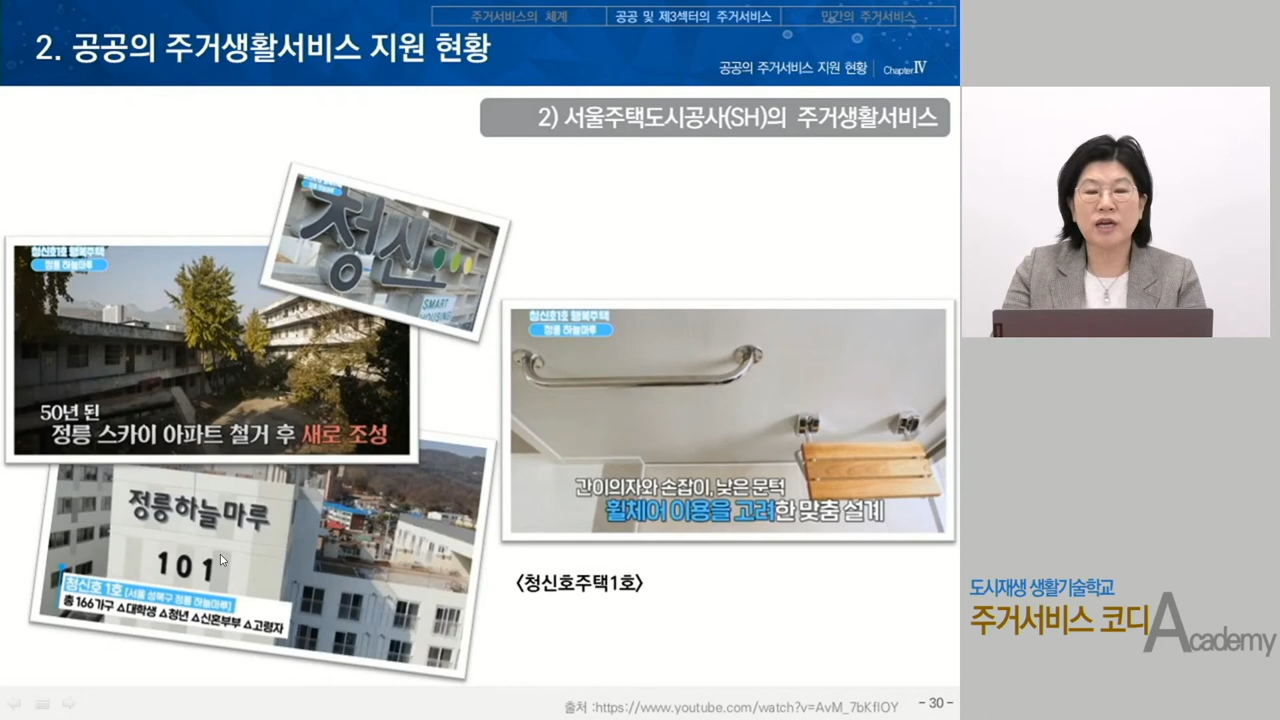 주거서비스의 체계
공공 및 제3섹터의 주거서비스
민간의 주거서비스
2. 공공의 주거생활서비스 지원 현황
공공의 주거서비스 지원 현황
Chapter Ⅳ
2) 서울주택도시공사(SH)의 주거생활서비스
청신호
SMART
HOUSING
청신호1호 행복주택
정릉 하늘마루
50년 된
정릉 스카이 아파트 철거 후 새로 조성
청신호1호 행복주택
정릉 하늘마루
간이의자와 손잡이, 낮은 문턱
휠체어 이용을 고려한 맞춤 설계
정릉하늘마루
101
청신호 1호 [서울 성북구 정릉 하늘마루]
총 166가구 △대학생 △청년 △신혼부부 △고령자
<청신호주택1호>
출처 :https://www.youtube.com/watch?v=AvM_7bKfIOY
- 30 -
도시재생 생활기술학교
주거서비스 코디
Academy